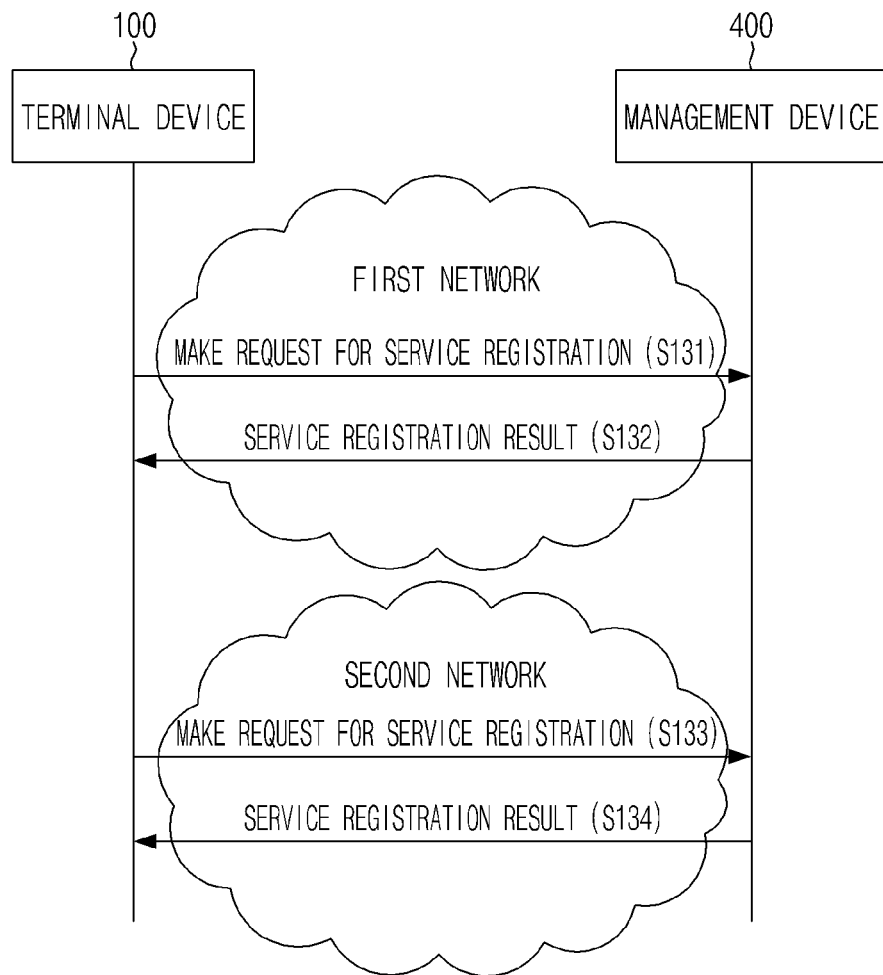 100
400
TERMINAL DEVICE
MANAGEMENT DEVICE
FIRST NETWORK
MAKE REQUEST FOR SERVICE REGISTRATION (S131)
SERVICE REGISTRATION RESULT (S132)
SECOND NETWORK
MAKE REQUEST FOR SERVICE REGISTRATION (S133)
SERVICE REGISTRATION RESULT (S134)